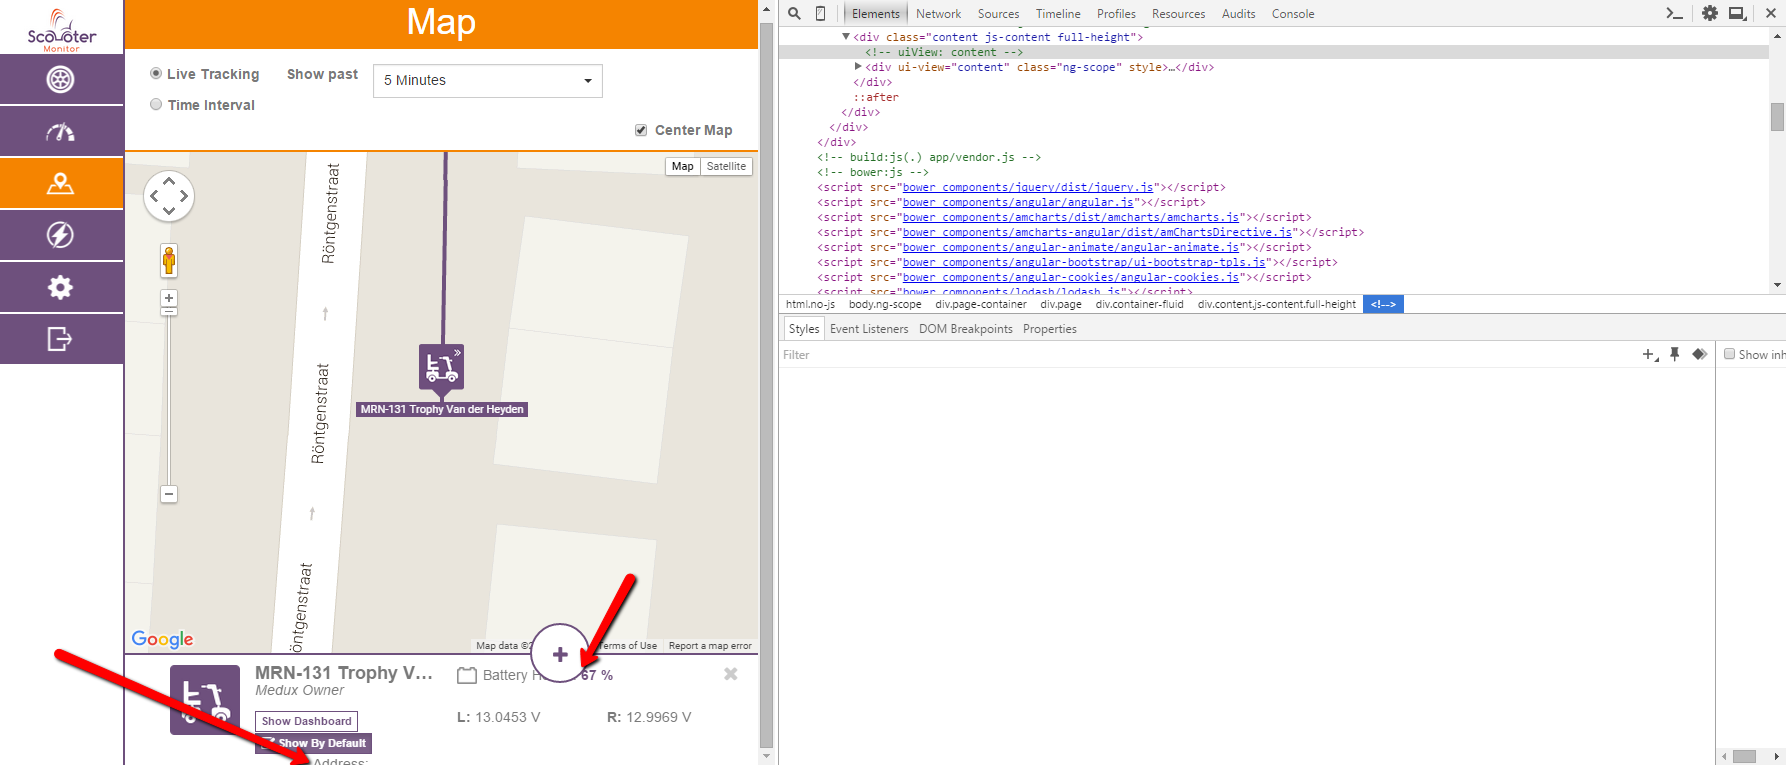 Scooter
Monitor
Map
Live Tracking
Show past
5 Minutes
Time Interval
Center Map
Map
Satellite
Röntgenstraat
Röntgenstraat
öntgenstraat
MRN-131 Trophy Van der Heyden
Google
Map data ©2
erms of Use
Report a map error
MRN-131 Trophy V...
Medux Owner
Show Dashboard
Show By Default
Address:
Battery H
67 %
L: 13.0453 V
R: 12.9969 V
Elements Network Sources Timeline Profiles Resources Audits Console
<div class="content js-content full-height">
<!-- uiView: content -->
<div ui-view="content" class="ng-scope" style>…</div>
</div>
::after
</div>
</div>
</div>
<!-- build:js(.) app/vendor.js -->
<!-- bower:js -->
<script src="bower_components/jquery/dist/jquery.js"></script>
<script src="bower_components/angular/angular.js"></script>
<script src="bower_components/amcharts/dist/amcharts/amcharts.js"></script>
<script src="bower_components/amcharts-angular/dist/amChartsDirective.js"></script>
<script src="bower_components/angular-animate/angular-animate.js"></script>
<script src="bower_components/angular-bootstrap/ui-bootstrap-tpls.js"></script>
<script src="bower_components/angular-cookies/angular-cookies.js"></script>
<script src="bower_components/lodash/lodash.js"></script>
html.no-js body.ng-scope div.page-container div.page div.container-fluid div.content.js-content.full-height <!-->
Styles Event Listeners DOM Breakpoints Properties
Filter
Show inh